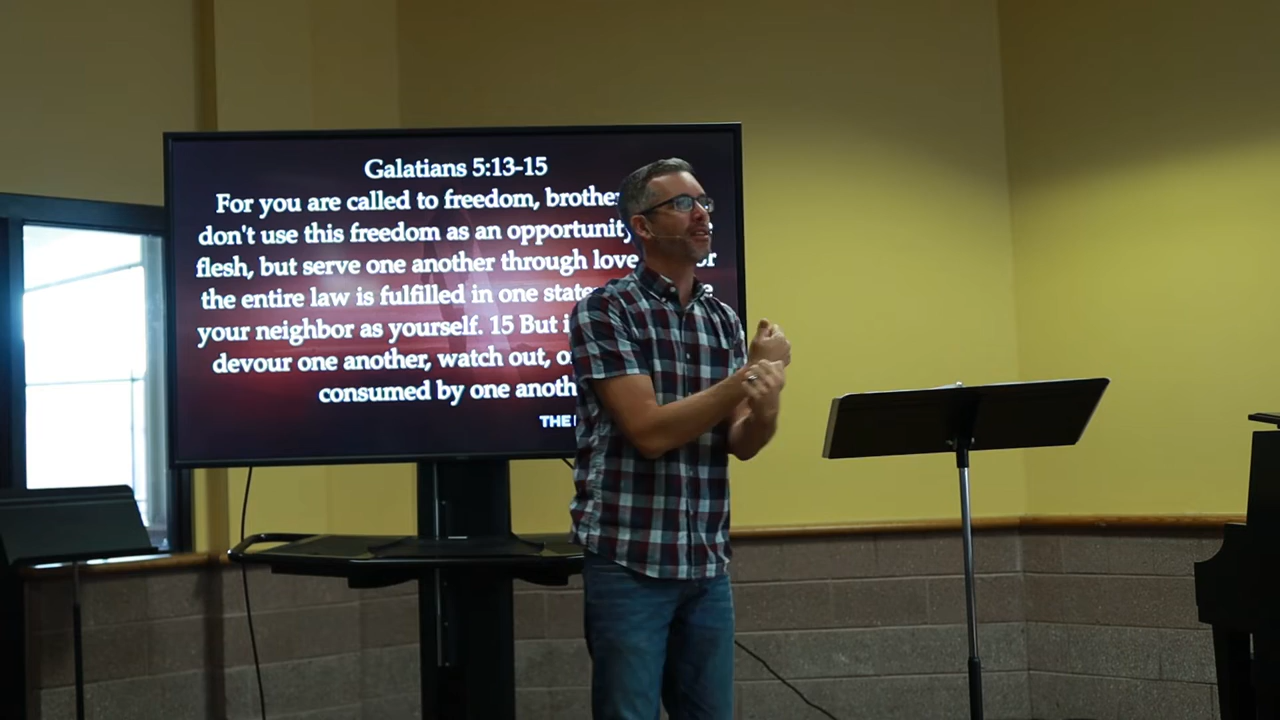 Galatians 5:13-15
For you are called to freedom, brothe
don't use this freedom as an opportunity
flesh, but serve one another through love
the entire law is fulfilled in one state
your neighbor as yourself. 15 But i
devour one another, watch out, o
consumed by one anoth
THE